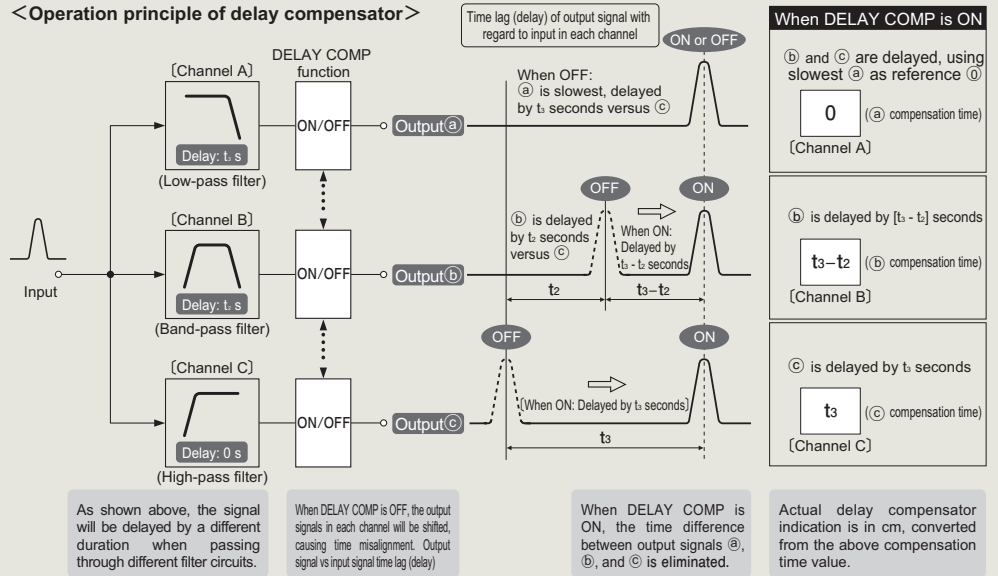 ＜Operation principle of delay compensator＞
Time lag (delay) of output signal with
regard to input in each channel
When DELAY COMP is ON
DELAY COMP
function
ON or OFF
〔Channel A〕
When OFF:
ⓐ is slowest, delayed
by t₃ seconds versus ⓒ
ⓑ and ⓒ are delayed, using
slowest ⓐ as reference ⓪
ON/OFF
Output ⓐ
0 (ⓐ compensation time)
Delay: t₃ s
〔Channel A〕
(Low-pass filter)
OFF
ON
〔Channel B〕
ⓑ is delayed
by t₂ seconds
versus ⓒ
When ON:
Delayed by
t₃ - t₂ seconds
ⓑ is delayed by [t₃ - t₂] seconds
ON/OFF
Output ⓑ
t₃−t₂ (ⓑ compensation time)
Input
Delay: t₂ s
t₂
t₃−t₂
〔Channel B〕
(Band-pass filter)
OFF
ON
〔Channel C〕
ⓒ is delayed by t₃ seconds
〔When ON: Delayed by t₃ seconds〕
ON/OFF
Output ⓒ
t₃ (ⓒ compensation time)
Delay: 0 s
t₃
〔Channel C〕
(High-pass filter)
As shown above, the signal
will be delayed by a different
duration when passing
through different filter circuits.
When DELAY COMP is OFF, the output
signals in each channel will be shifted,
causing time misalignment. Output
signal vs input signal time lag (delay)
When DELAY COMP is
ON, the time difference
between output signals ⓐ,
ⓑ, and ⓒ is eliminated.
Actual delay compensator
indication is in cm, converted
from the above compensation
time value.